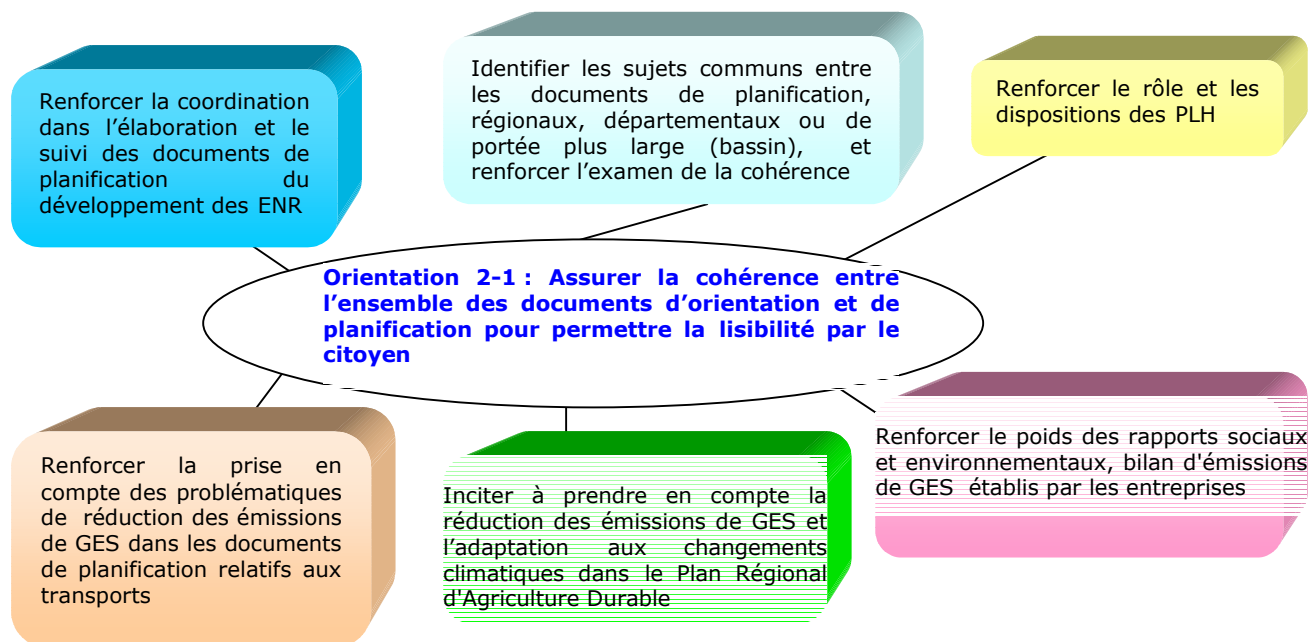 Renforcer la coordination
dans l’élaboration et le
suivi des documents de
planification du
développement des ENR
Identifier les sujets communs entre
les documents de planification,
régionaux, départementaux ou de
portée plus large (bassin), et
renforcer l’examen de la cohérence
Renforcer le rôle et les
dispositions des PLH
Orientation 2-1 : Assurer la cohérence entre
l’ensemble des documents d’orientation et de
planification pour permettre la lisibilité par le
citoyen
Renforcer la prise en
compte des problématiques
de réduction des émissions
de GES dans les documents
de planification relatifs aux
transports
Inciter à prendre en compte la
réduction des émissions de GES et
l’adaptation aux changements
climatiques dans le Plan Régional
d'Agriculture Durable
Renforcer le poids des rapports sociaux
et environnementaux, bilan d'émissions
de GES établis par les entreprises